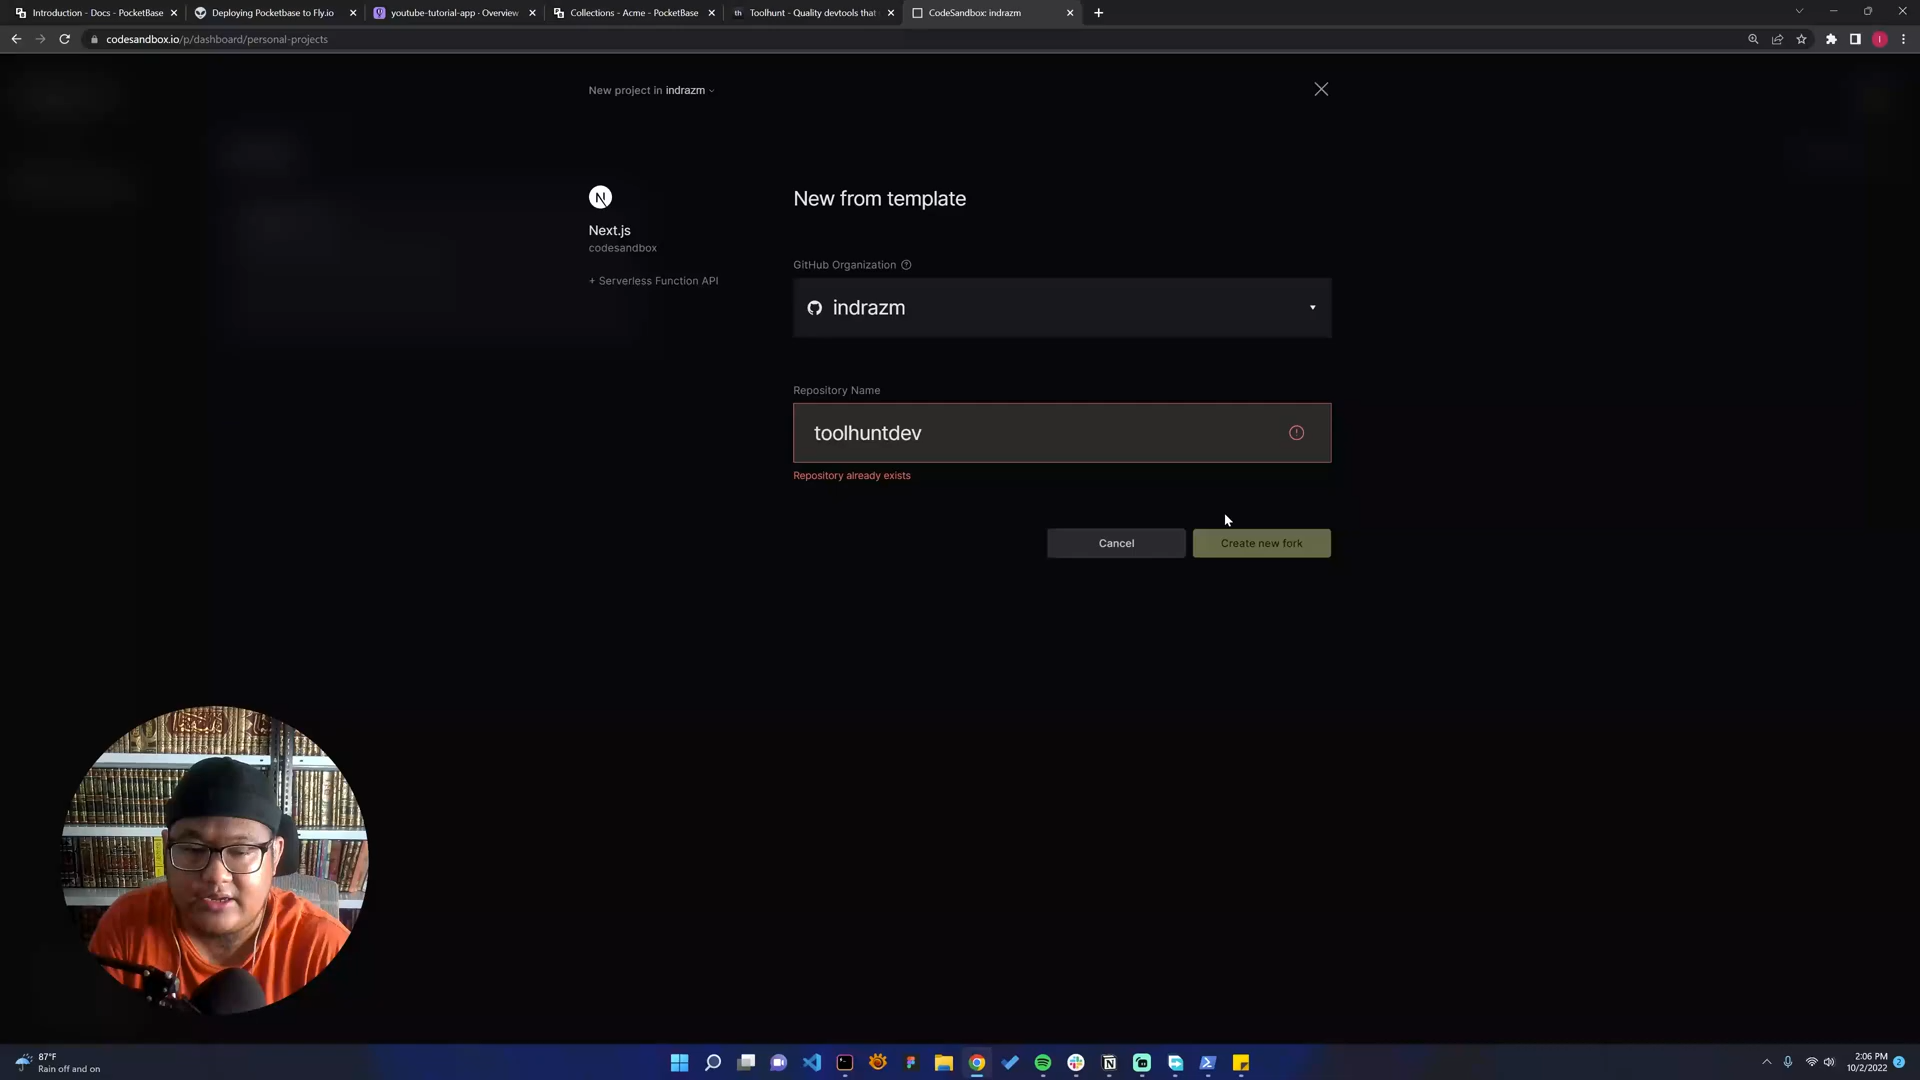 Introduction - Docs - PocketBase
Deploying Pocketbase to Fly.io
youtube-tutorial-app · Overview
Collections - Acme - PocketBase
th
Toolhunt - Quality devtools that
CodeSandbox: indrazm
codesandbox.io/p/dashboard/personal-projects
I
New project in indrazm
N
Next.js
codesandbox
+ Serverless Function API
New from template
GitHub Organization
indrazm
Repository Name
toolhuntdev
Repository already exists
Cancel
Create new fork
87°F
Rain off and on
2:06 PM
10/2/2022
2